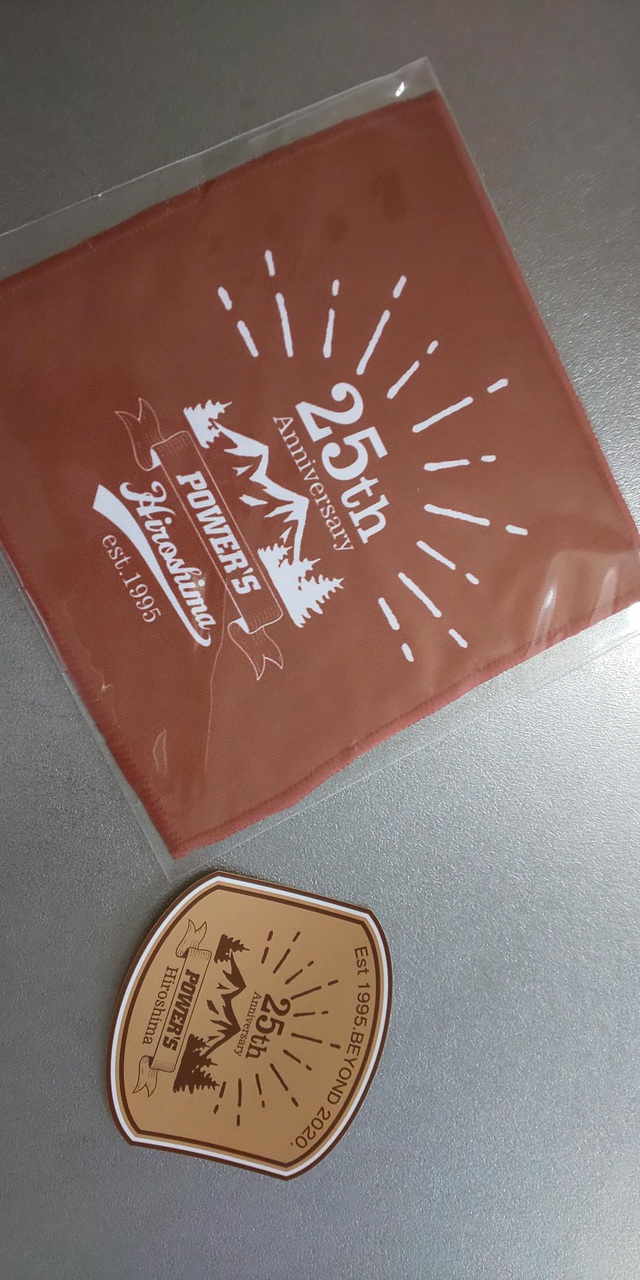 25th
Anniversary
POWER'S
Hiroshima
est.1995
Est 1995.BEYOND 2020.
25th
Anniversary
POWER'S
Hiroshima